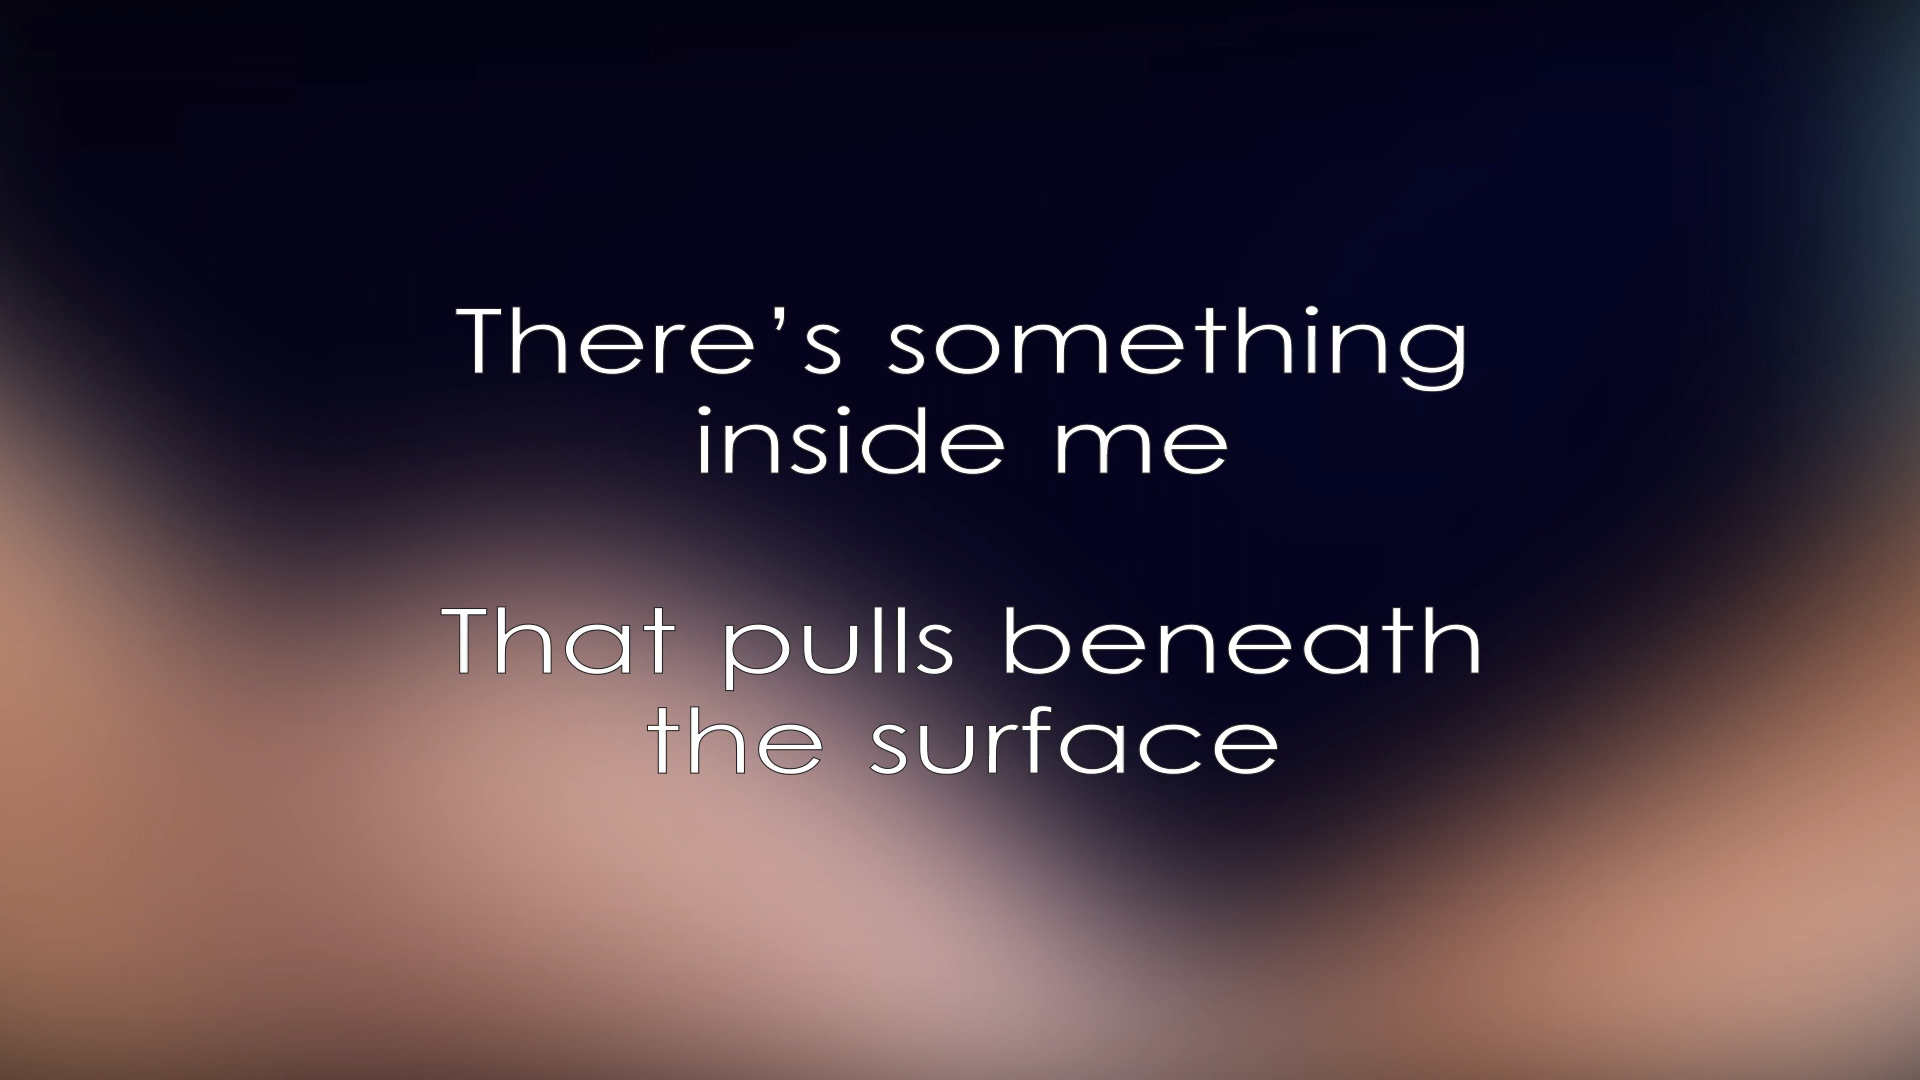 There’s something
inside me
That pulls beneath
the surface